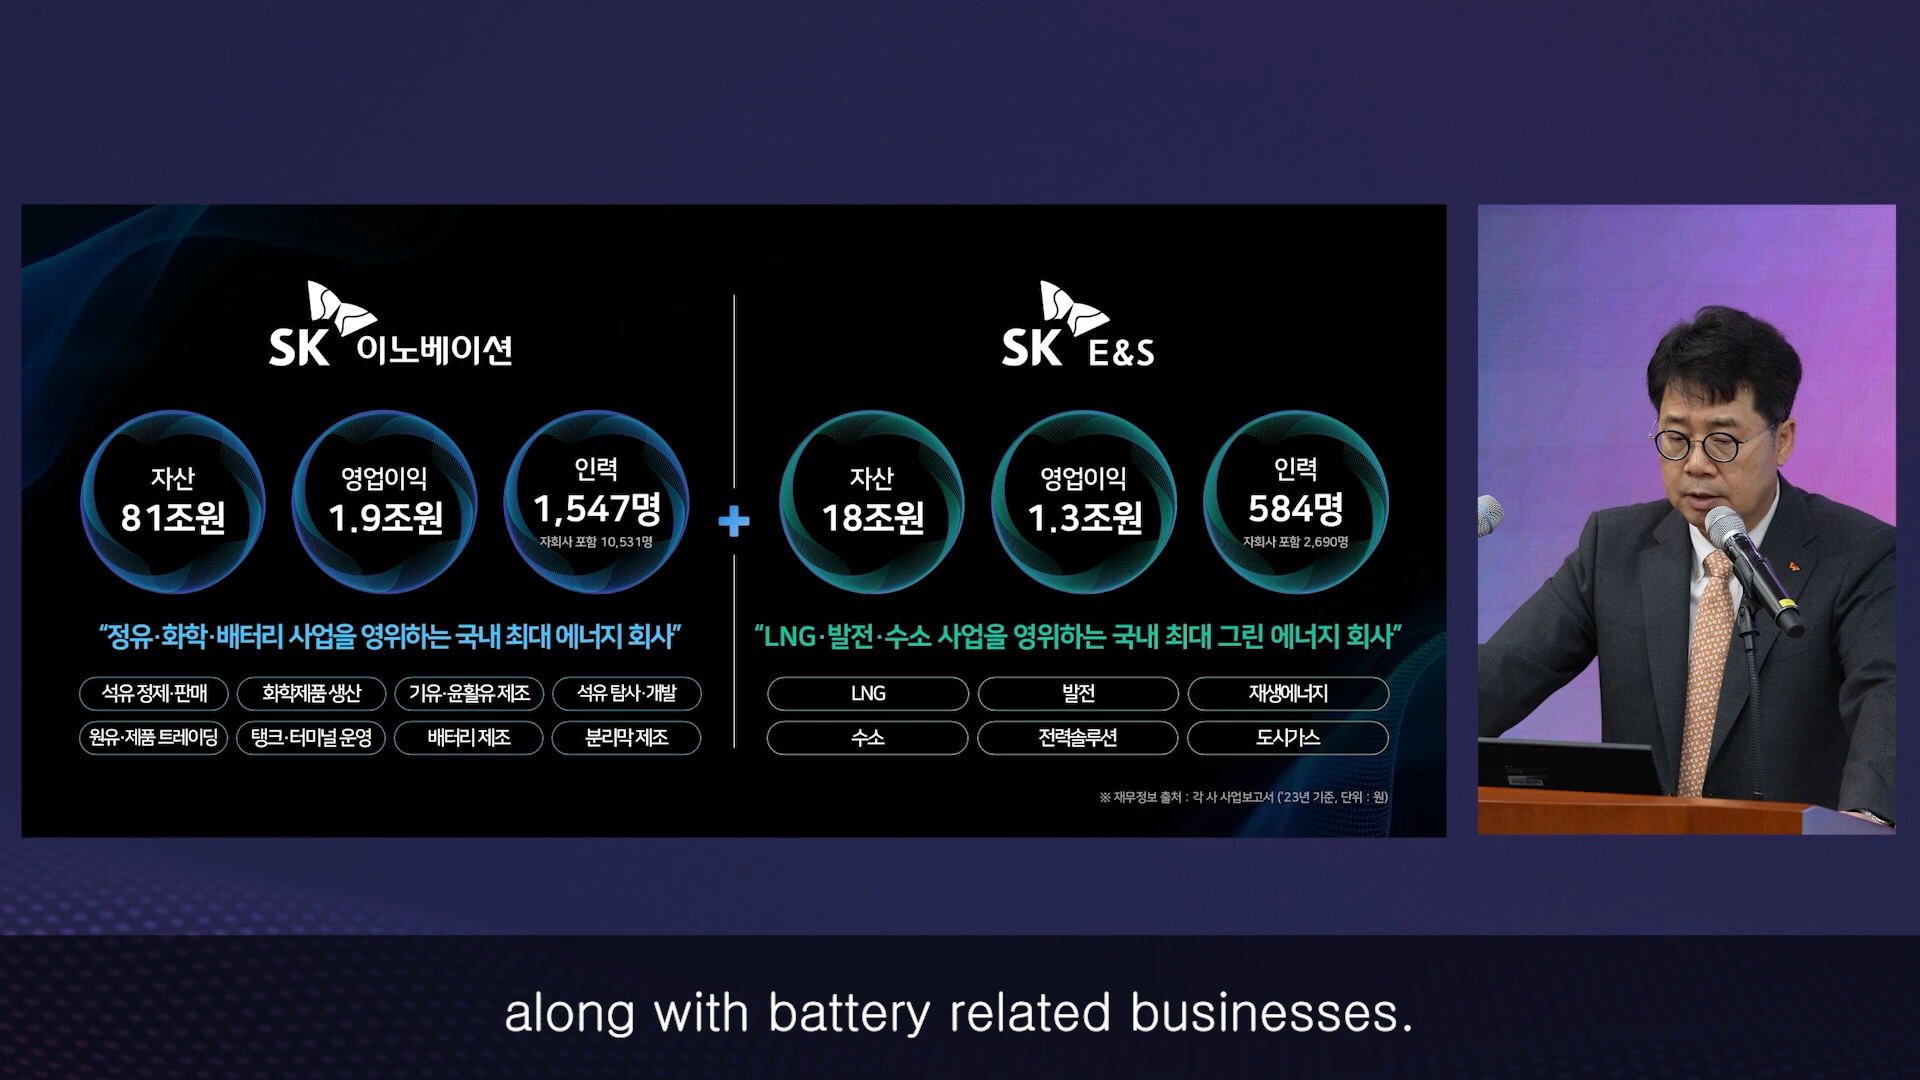 SK 이노베이션
자산
81조원
영업이익
1.9조원
인력
1,547명
자회사 포함 10,531명
“정유·화학·배터리 사업을 영위하는 국내 최대 에너지 회사”
석유 정제·판매
화학제품 생산
기유·윤활유 제조
석유 탐사·개발
원유·제품 트레이딩
탱크·터미널 운영
배터리 제조
분리막 제조
+
SK E&S
자산
18조원
영업이익
1.3조원
인력
584명
자회사 포함 2,690명
“LNG·발전·수소 사업을 영위하는 국내 최대 그린 에너지 회사”
LNG
발전
재생에너지
수소
전력솔루션
도시가스
※ 재무정보 출처 : 각 사 사업보고서 (’23년 기준, 단위 : 원)
along with battery related businesses.